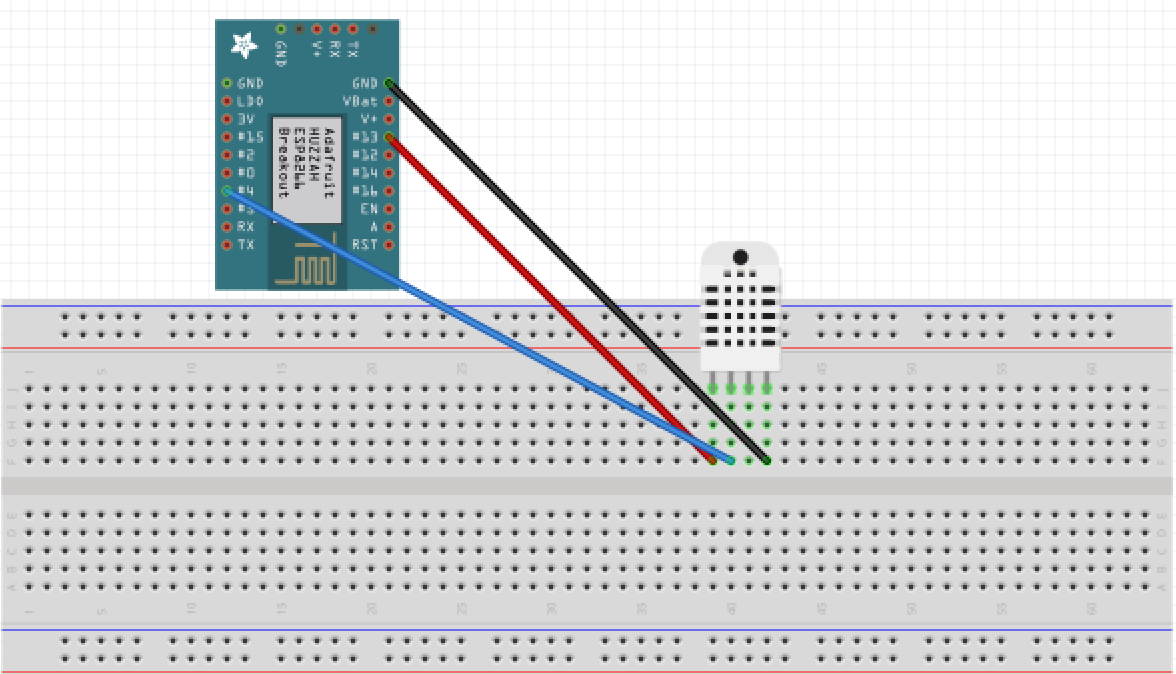 GND
V+
RX
TX
GND
LDO
3V
#15
#2
#0
#4
#5
RX
TX
GND
VBat
V+
#13
#12
#14
#16
EN
A
RST
Adafruit
HUZZAH
ESP8266
Breakout
1 5 10 15 20 25 30 35 40 45 50 55 60
J J
I I
H H
G G
F F
E E
D D
C C
B B
A A
1 5 10 15 20 25 30 35 40 45 50 55 60